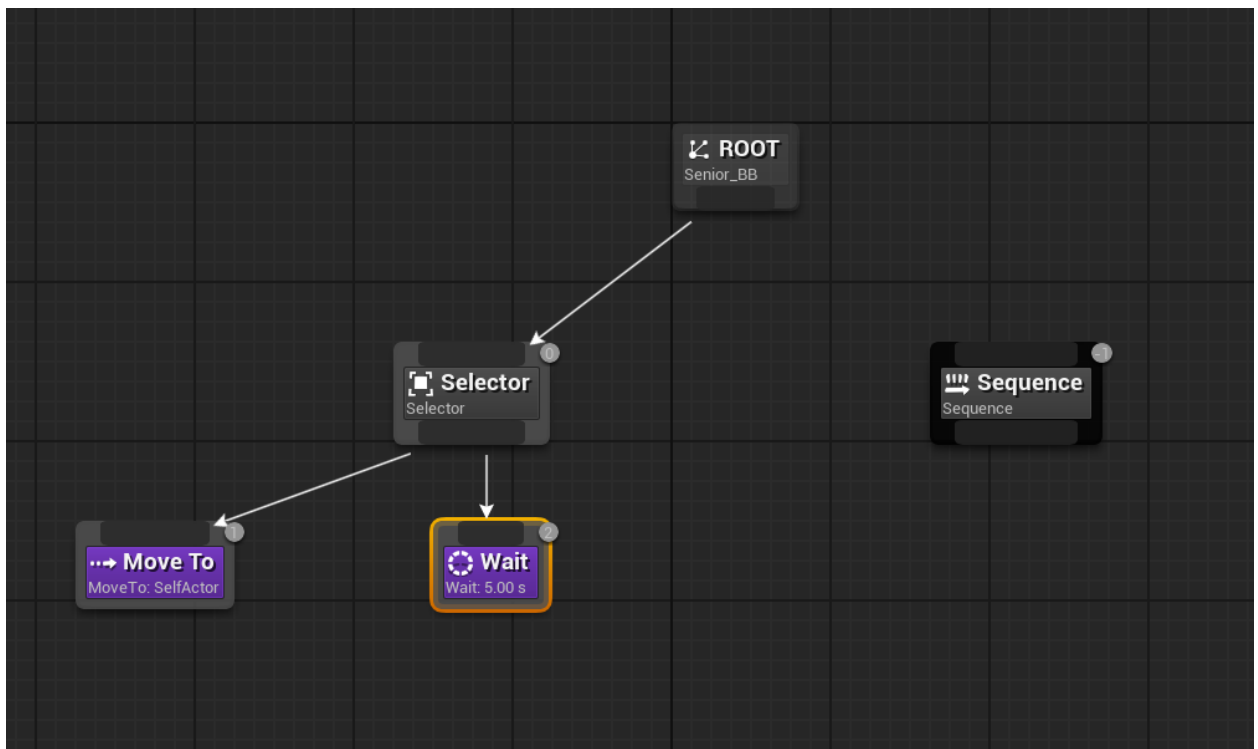 ROOT
Senior_BB
0
Selector
Selector
-1
Sequence
Sequence
1
Move To
MoveTo: SelfActor
2
Wait
Wait: 5.00 s